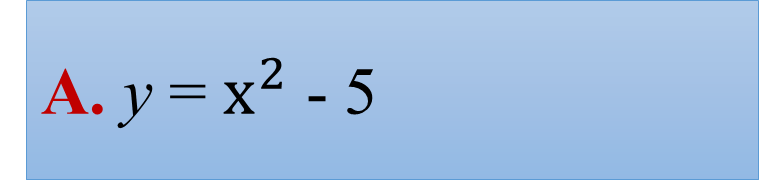 A. y = x² - 5